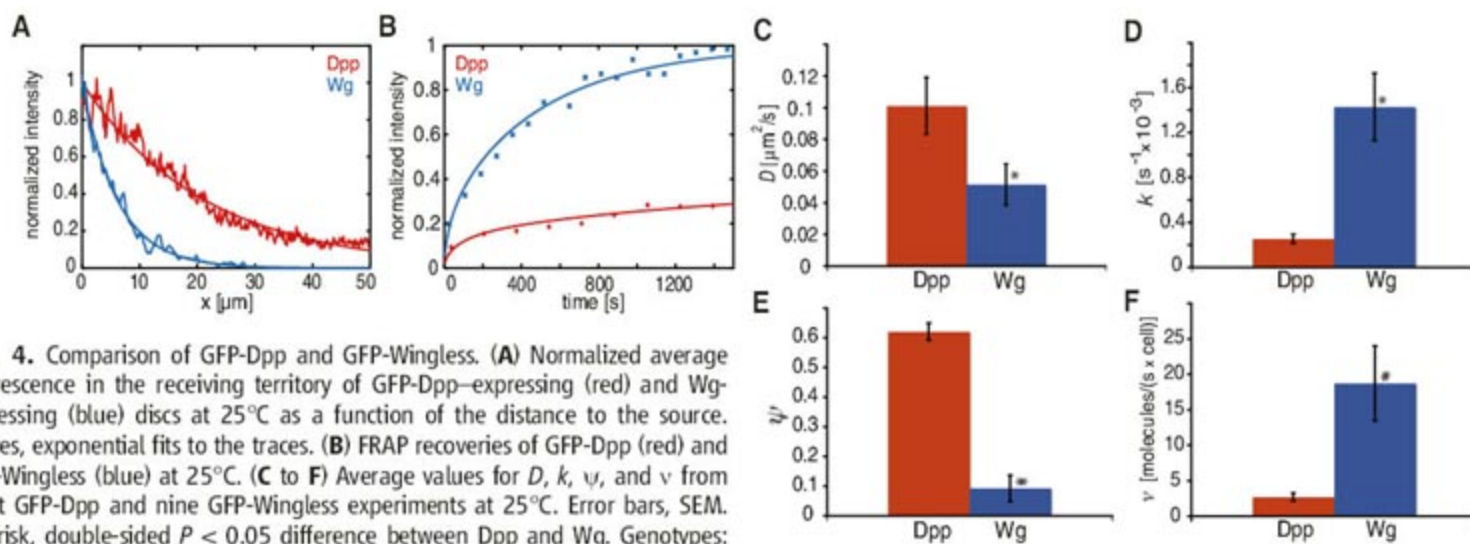 A
Dpp
Wg
normalized intensity
1
0.8
0.6
0.4
0.2
0
0 10 20 30 40 50
x [μm]
B
Dpp
Wg
normalized intensity
1
0.8
0.6
0.4
0.2
0
0 400 800 1200
time [s]
C
D [μm²/s]
0.12
0.1
0.08
0.06
0.04
0.02
0
*
Dpp Wg
D
k [s⁻¹x 10⁻³]
1.6
1.2
0.8
0.4
0
*
Dpp Wg
4. Comparison of GFP-Dpp and GFP-Wingless. (A) Normalized average
escence in the receiving territory of GFP-Dpp–expressing (red) and Wg-
essing (blue) discs at 25°C as a function of the distance to the source.
es, exponential fits to the traces. (B) FRAP recoveries of GFP-Dpp (red) and
-Wingless (blue) at 25°C. (C to F) Average values for D, k, ψ, and ν from
t GFP-Dpp and nine GFP-Wingless experiments at 25°C. Error bars, SEM.
risk, double-sided P < 0.05 difference between Dpp and Wg. Genotypes:
E
ψ
0.6
0.5
0.4
0.3
0.2
0.1
0
Dpp Wg
F
ν [molecules/(s x cell)]
25
20
15
10
5
0
Dpp Wg